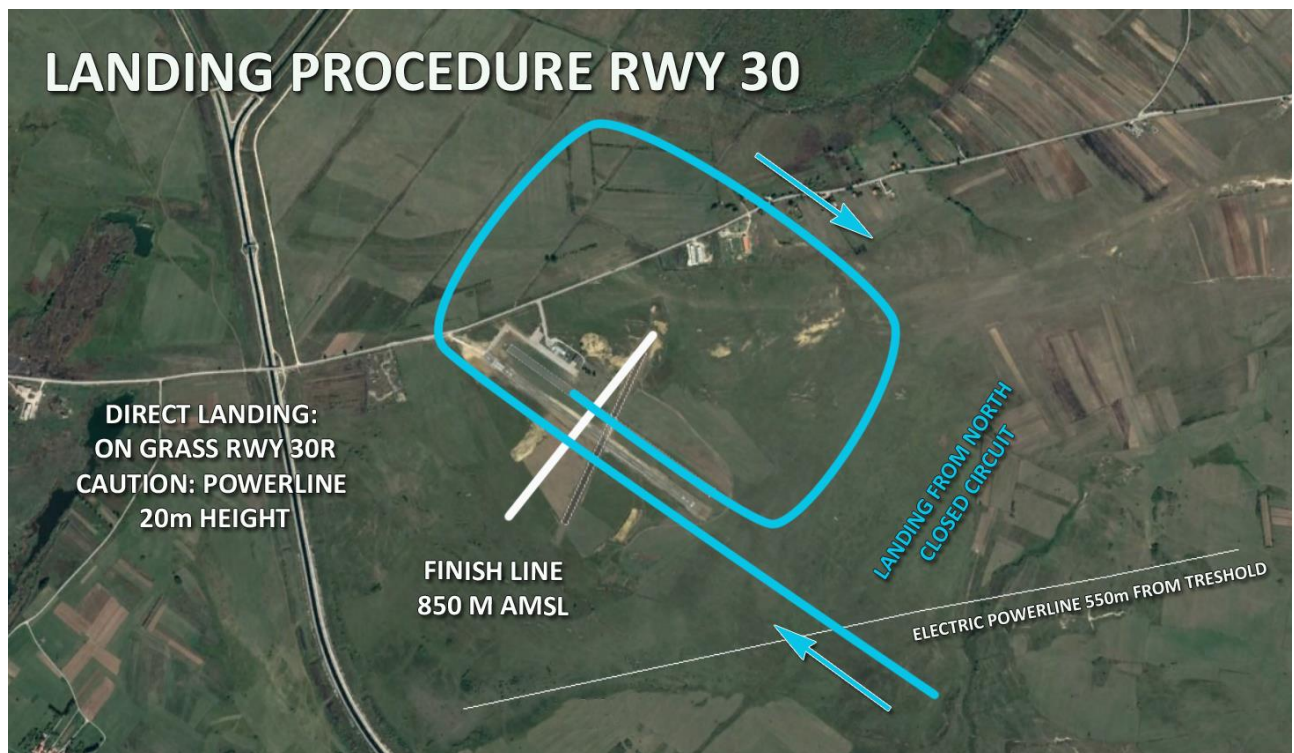 LANDING PROCEDURE RWY 30
DIRECT LANDING:
ON GRASS RWY 30R
CAUTION: POWERLINE
20m HEIGHT
FINISH LINE
850 M AMSL
LANDING FROM NORTH
CLOSED CIRCUIT
ELECTRIC POWERLINE 550m FROM TRESHOLD